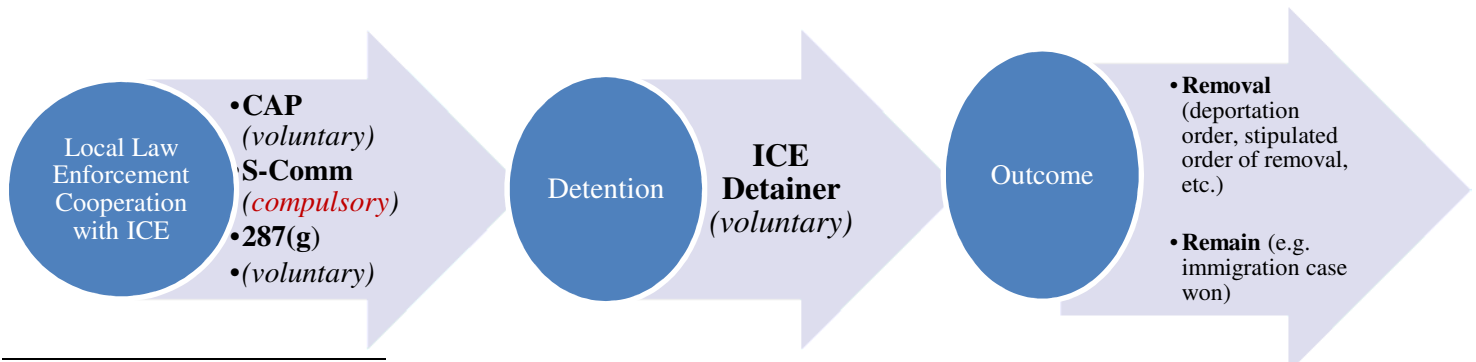 Local Law
Enforcement
Cooperation
with ICE
•CAP
(voluntary)
•S-Comm
(compulsory)
•287(g)
•(voluntary)
Detention
ICE
Detainer
(voluntary)
Outcome
•Removal
(deportation
order, stipulated
order of removal,
etc.)
•Remain (e.g.
immigration case
won)